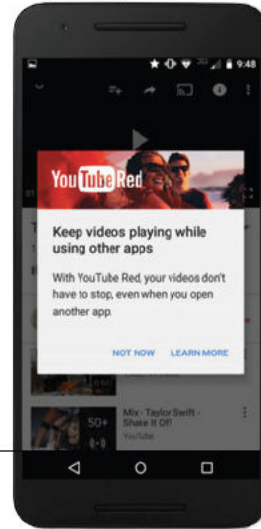 3G 9:48
01
YouTube Red
Keep videos playing while
using other apps
With YouTube Red, your videos don't
have to stop, even when you open
another app.
NOT NOW LEARN MORE
50+
Mix - Taylor Swift -
Shake It Off
YouTube